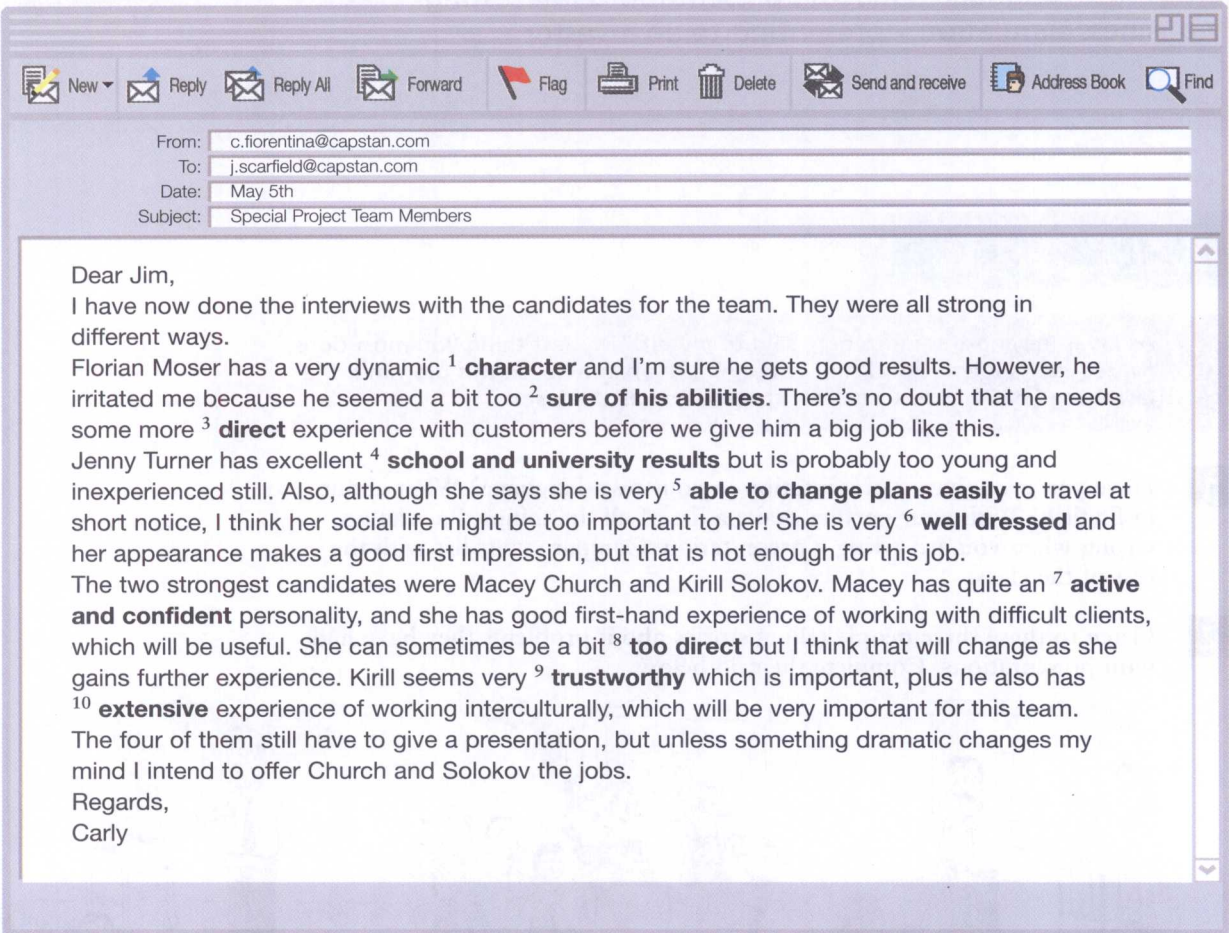 New Reply Reply All Forward Flag Print Delete Send and receive Address Book Find
From: c.fiorentina@capstan.com
To: j.scarfield@capstan.com
Date: May 5th
Subject: Special Project Team Members
Dear Jim,
I have now done the interviews with the candidates for the team. They were all strong in
different ways.
Florian Moser has a very dynamic ¹ character and I'm sure he gets good results. However, he
irritated me because he seemed a bit too ² sure of his abilities. There's no doubt that he needs
some more ³ direct experience with customers before we give him a big job like this.
Jenny Turner has excellent ⁴ school and university results but is probably too young and
inexperienced still. Also, although she says she is very ⁵ able to change plans easily to travel at
short notice, I think her social life might be too important to her! She is very ⁶ well dressed and
her appearance makes a good first impression, but that is not enough for this job.
The two strongest candidates were Macey Church and Kirill Solokov. Macey has quite an ⁷ active
and confident personality, and she has good first-hand experience of working with difficult clients,
which will be useful. She can sometimes be a bit ⁸ too direct but I think that will change as she
gains further experience. Kirill seems very ⁹ trustworthy which is important, plus he also has
¹⁰ extensive experience of working interculturally, which will be very important for this team.
The four of them still have to give a presentation, but unless something dramatic changes my
mind I intend to offer Church and Solokov the jobs.
Regards,
Carly